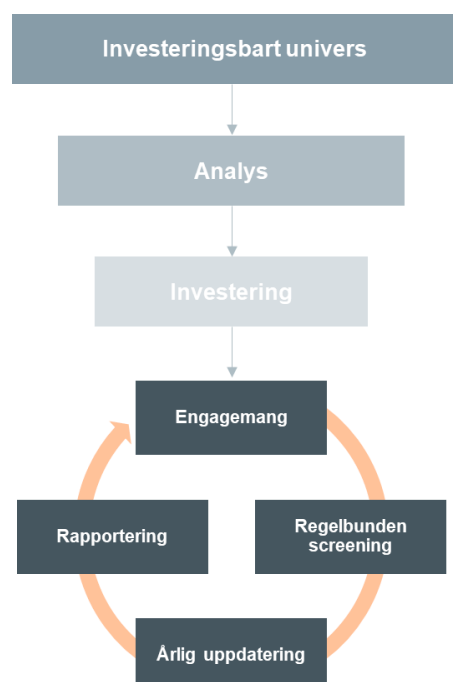 Investeringsbart univers
Analys
Investering
Engagemang
Rapportering
Regelbunden
screening
Årlig uppdatering